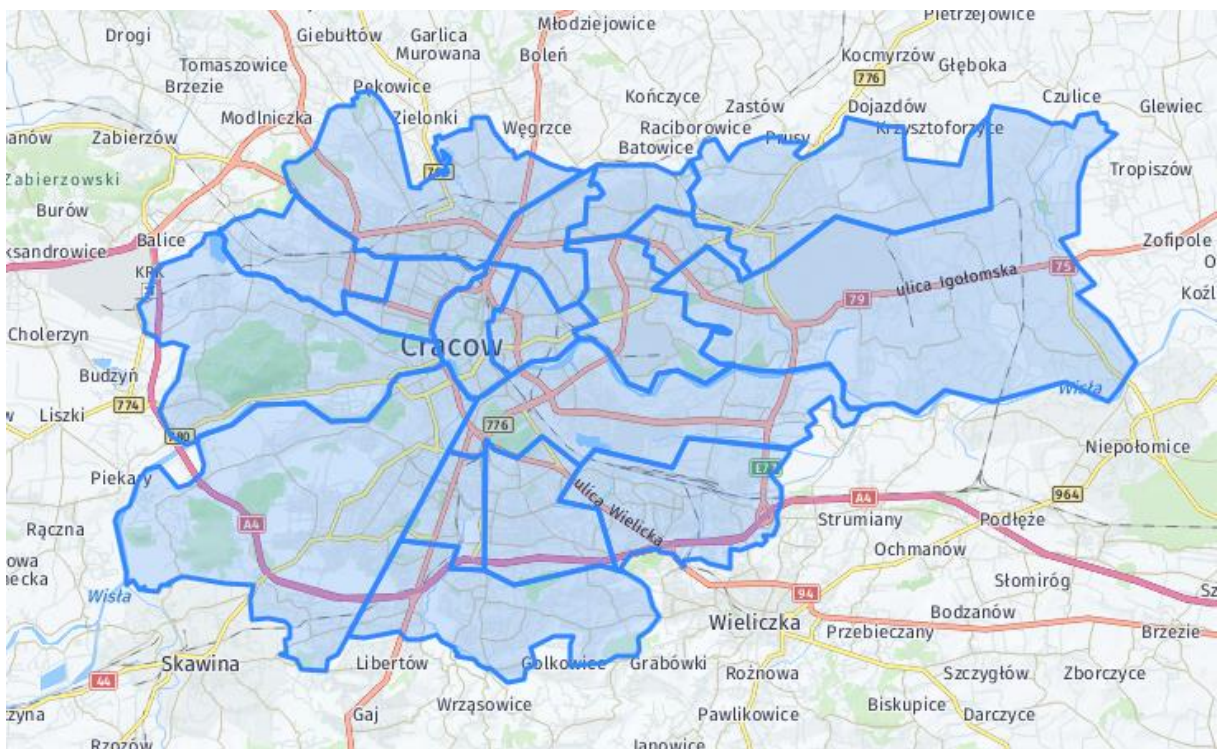 Pietrzejowice
Młodziejowice
Drogi
Giebułtów
Garlica
Murowana
Boleń
Kocmyrzów
776
Głęboka
Tomaszowice
Brzezie
Pękowice
Kończyce
Zastów
Dojazdów
Czulice
Glewiec
Modlniczka
Zielonki
Węgrzce
Raciborowice
Batowice
Prusy
Krzysztoforzyce
Zabierzów
Tropiszów
Zabierzowski
Burów
Balice
Zofipole
ksandrowice
KRK
75
ulica Igołomska
79
Cholerzyn
Cracow
Budzyń
774
Wisła
Liszki
780
776
Niepołomice
Piekary
E77
ulica Wielicka
A4
964
Rączna
A4
Strumiany
Podłęże
Ochmanów
Słomiróg
Wisła
94
Bodzanów
Wieliczka
Przebieczany
Brzezie
Skawina
Libertów
Golkowice
Grabówki
Rożnowa
Szczygłów
Zborczyce
44
Wrząsowice
Biskupice
Gaj
Pawlikowice
Darczyce
Rzozów
Janowice